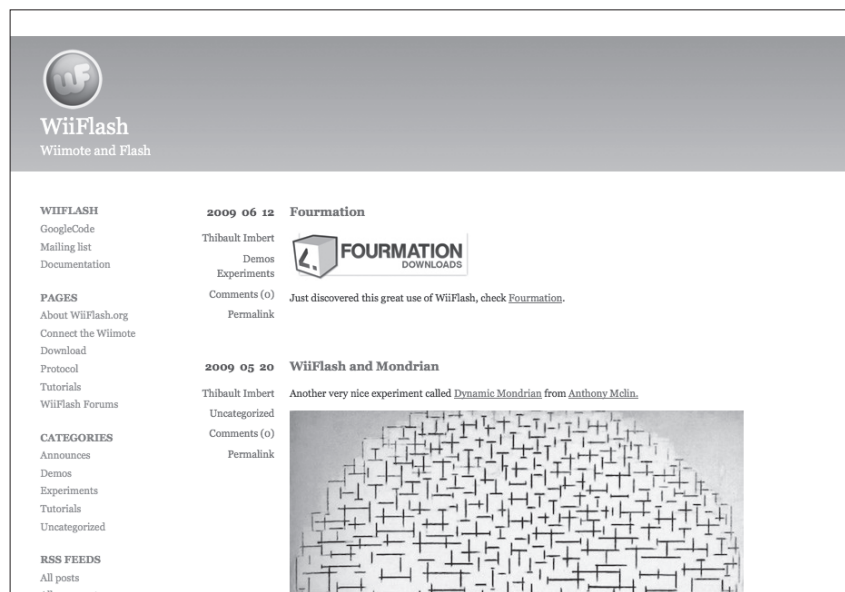 WF
WiiFlash
Wiimote and Flash
WIIFLASH
GoogleCode
Mailing list
Documentation
PAGES
About WiiFlash.org
Connect the Wiimote
Download
Protocol
Tutorials
WiiFlash Forums
CATEGORIES
Announces
Demos
Experiments
Tutorials
Uncategorized
RSS FEEDS
All posts
2009 06 12
Thibault Imbert
Demos
Experiments
Comments (0)
Permalink
Fourmation
4.
FOURMATION
DOWNLOADS
Just discovered this great use of WiiFlash, check Fourmation.
2009 05 20
Thibault Imbert
Uncategorized
Comments (0)
Permalink
WiiFlash and Mondrian
Another very nice experiment called Dynamic Mondrian from Anthony Mclin.